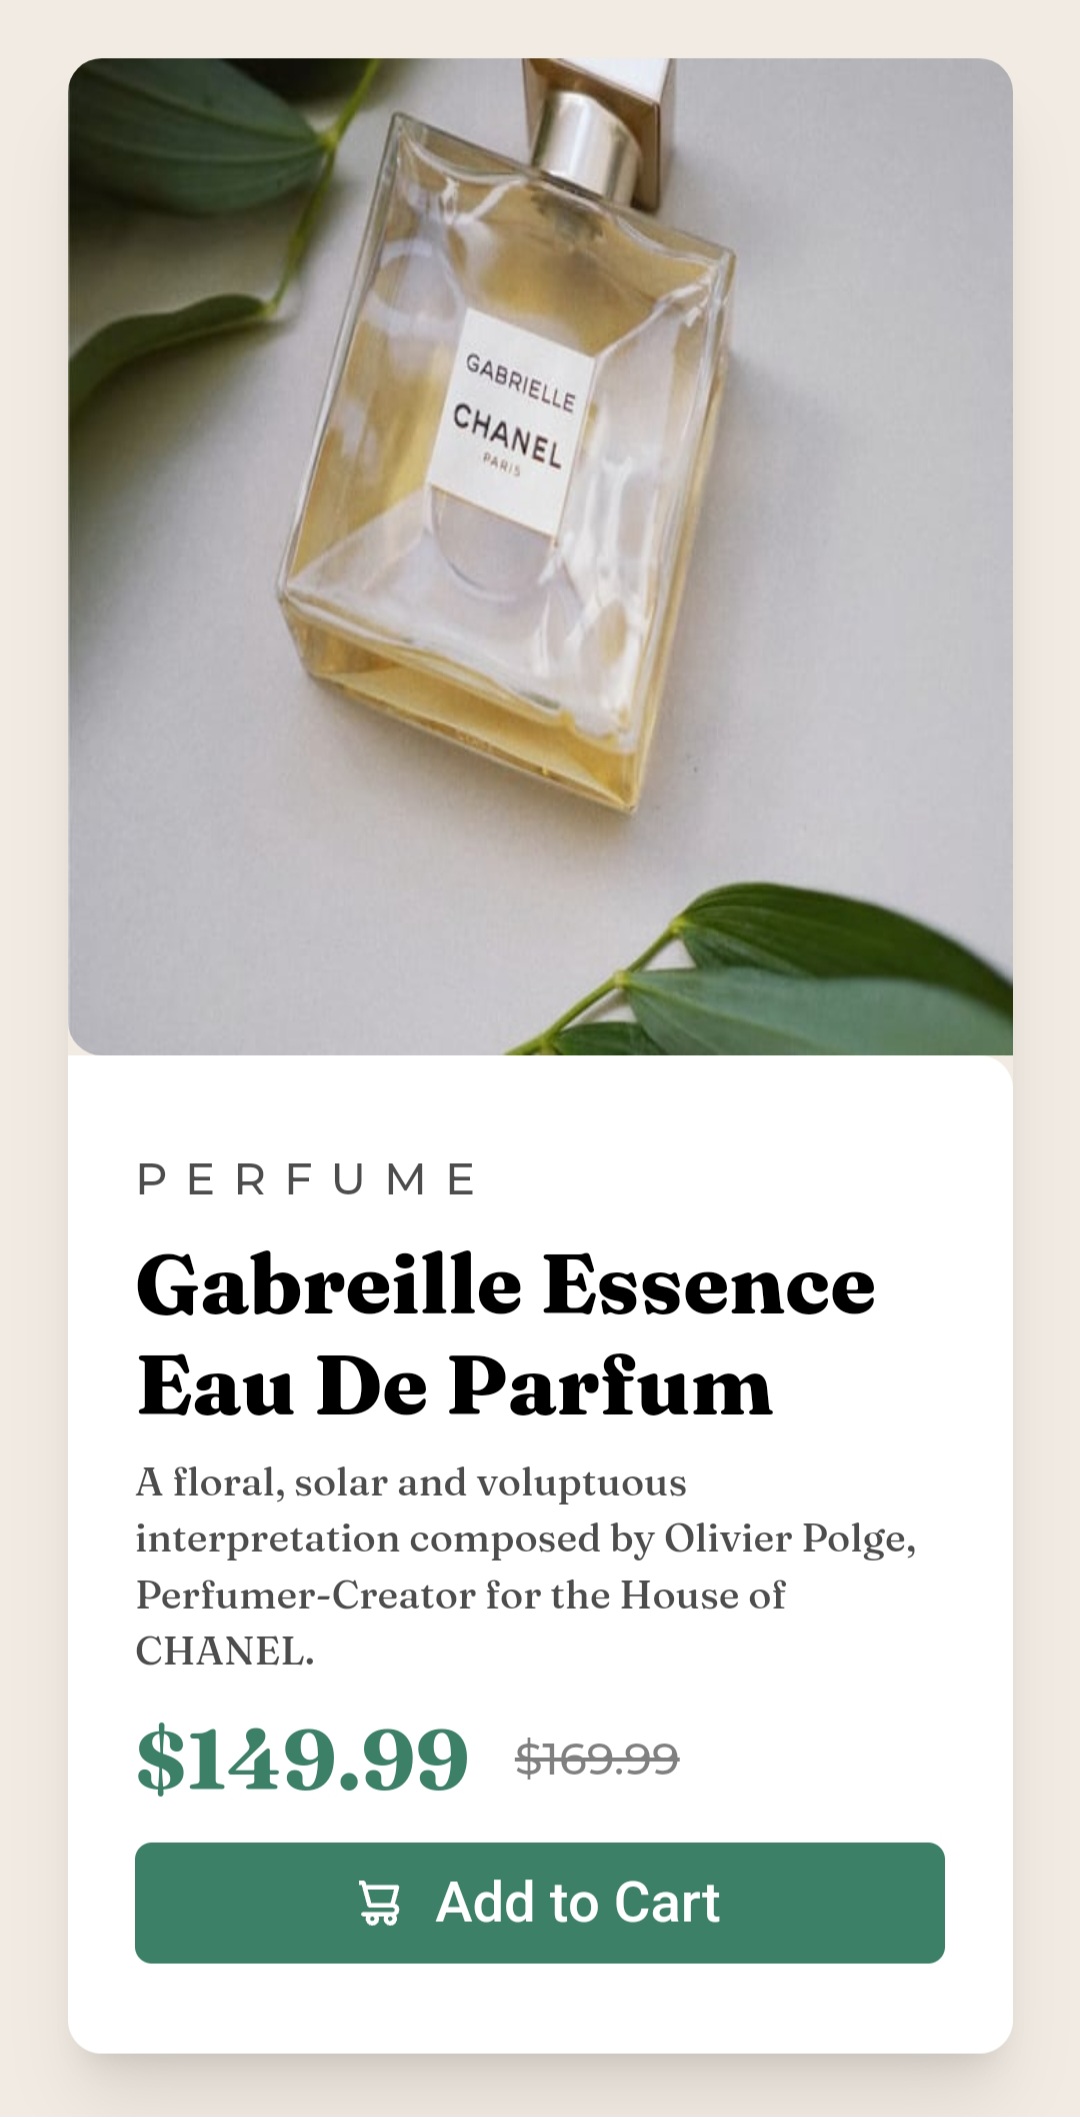 GABRIELLE
CHANEL
PARIS
PERFUME
Gabreille Essence
Eau De Parfum
A floral, solar and voluptuous
interpretation composed by Olivier Polge,
Perfumer-Creator for the House of
CHANEL.
$149.99 $169.99
Add to Cart